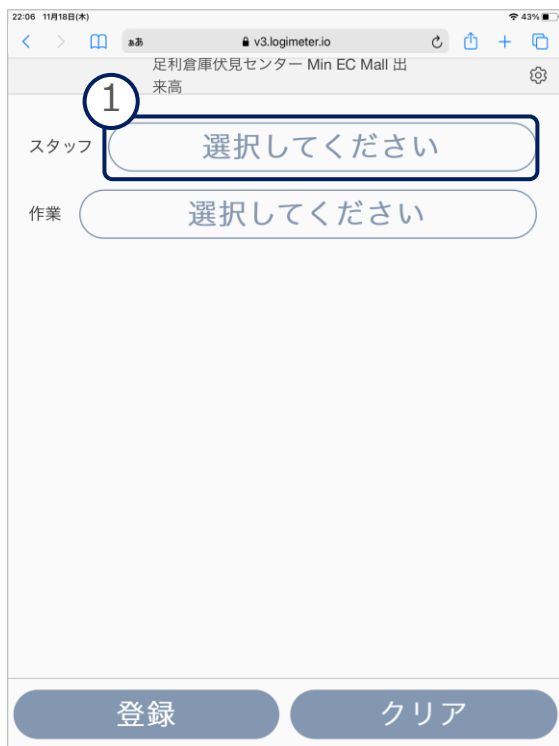 22:06 11月18日(木) 43%
ぁあ v3.logimeter.io
足利倉庫伏見センター Min EC Mall 出
来高
1
スタッフ 選択してください
作業 選択してください
登録 クリア